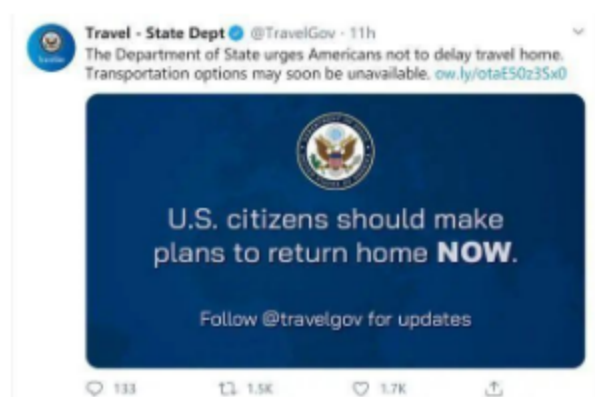 Travel - State Dept @TravelGov · 11h
The Department of State urges Americans not to delay travel home.
Transportation options may soon be unavailable. ow.ly/otaE50z3Sx0
U.S. citizens should make
plans to return home NOW.
Follow @travelgov for updates
133 1.5K 1.7K